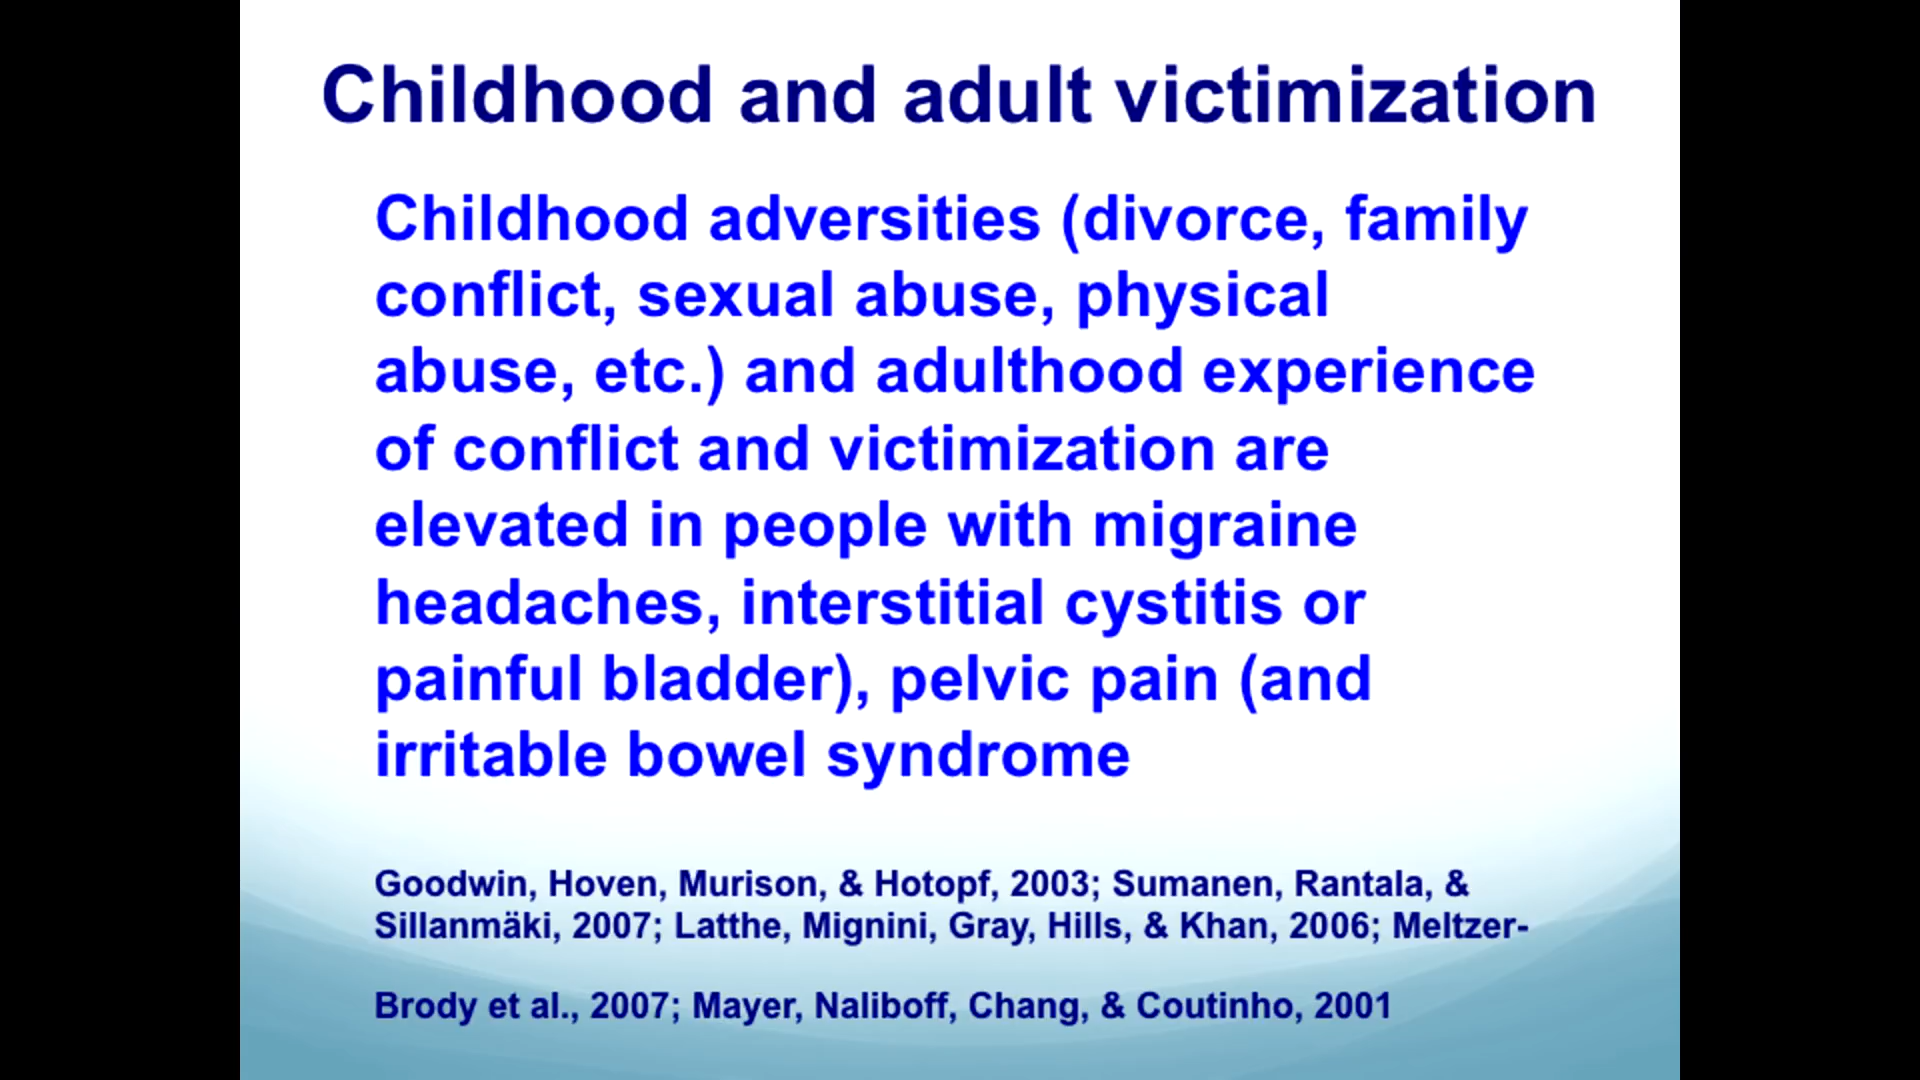 Childhood and adult victimization
Childhood adversities (divorce, family
conflict, sexual abuse, physical
abuse, etc.) and adulthood experience
of conflict and victimization are
elevated in people with migraine
headaches, interstitial cystitis or
painful bladder), pelvic pain (and
irritable bowel syndrome
Goodwin, Hoven, Murison, & Hotopf, 2003; Sumanen, Rantala, &
Sillanmäki, 2007; Latthe, Mignini, Gray, Hills, & Khan, 2006; Meltzer-
Brody et al., 2007; Mayer, Naliboff, Chang, & Coutinho, 2001